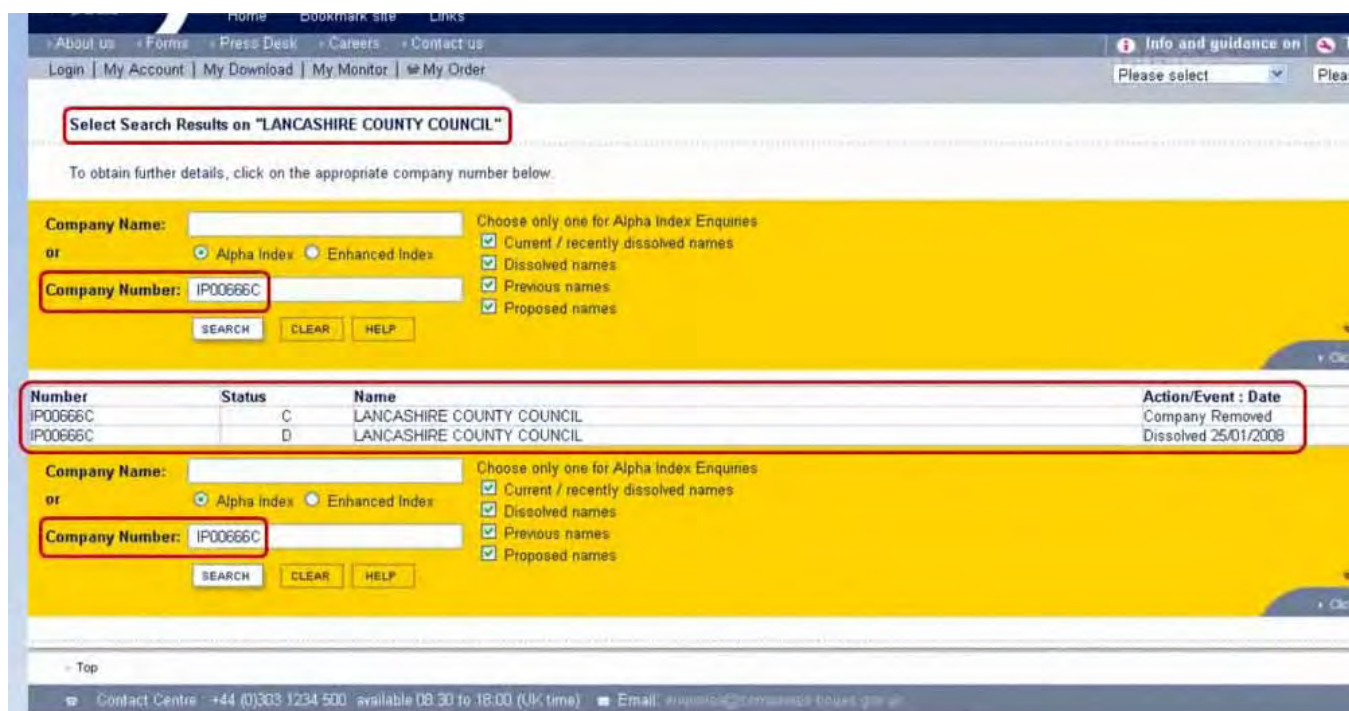 Home Bookmark site Links
About us Forms Press Desk Careers Contact us Info and guidance on
Login | My Account | My Download | My Monitor | My Order Please select
Select Search Results on "LANCASHIRE COUNTY COUNCIL"
To obtain further details, click on the appropriate company number below.
Company Name: Choose only one for Alpha Index Enquiries
Current / recently dissolved names
or Alpha Index Enhanced Index
Dissolved names
Company Number: IP00666C Previous names
Proposed names
SEARCH CLEAR HELP
Number Status Name Action/Event : Date
IP00666C C LANCASHIRE COUNTY COUNCIL Company Removed
IP00666C D LANCASHIRE COUNTY COUNCIL Dissolved 25/01/2008
Company Name: Choose only one for Alpha Index Enquiries
Current / recently dissolved names
or Alpha Index Enhanced Index
Dissolved names
Company Number: IP00666C Previous names
Proposed names
SEARCH CLEAR HELP
Top
Contact Centre : +44 (0)303 1234 500 available 08:30 to 18:00 (UK time) Email: